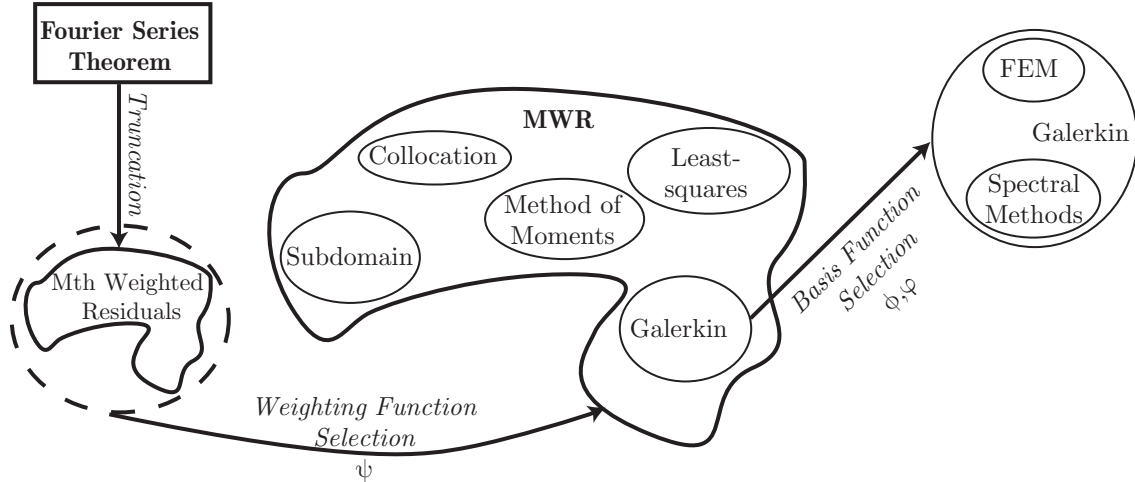 Fourier Series
Theorem
Truncation
Mth Weighted
Residuals
Weighting Function
Selection
ψ
MWR
Collocation
Least-
squares
Method of
Moments
Subdomain
Galerkin
Basis Function
Selection
ϕ,φ
FEM
Galerkin
Spectral
Methods